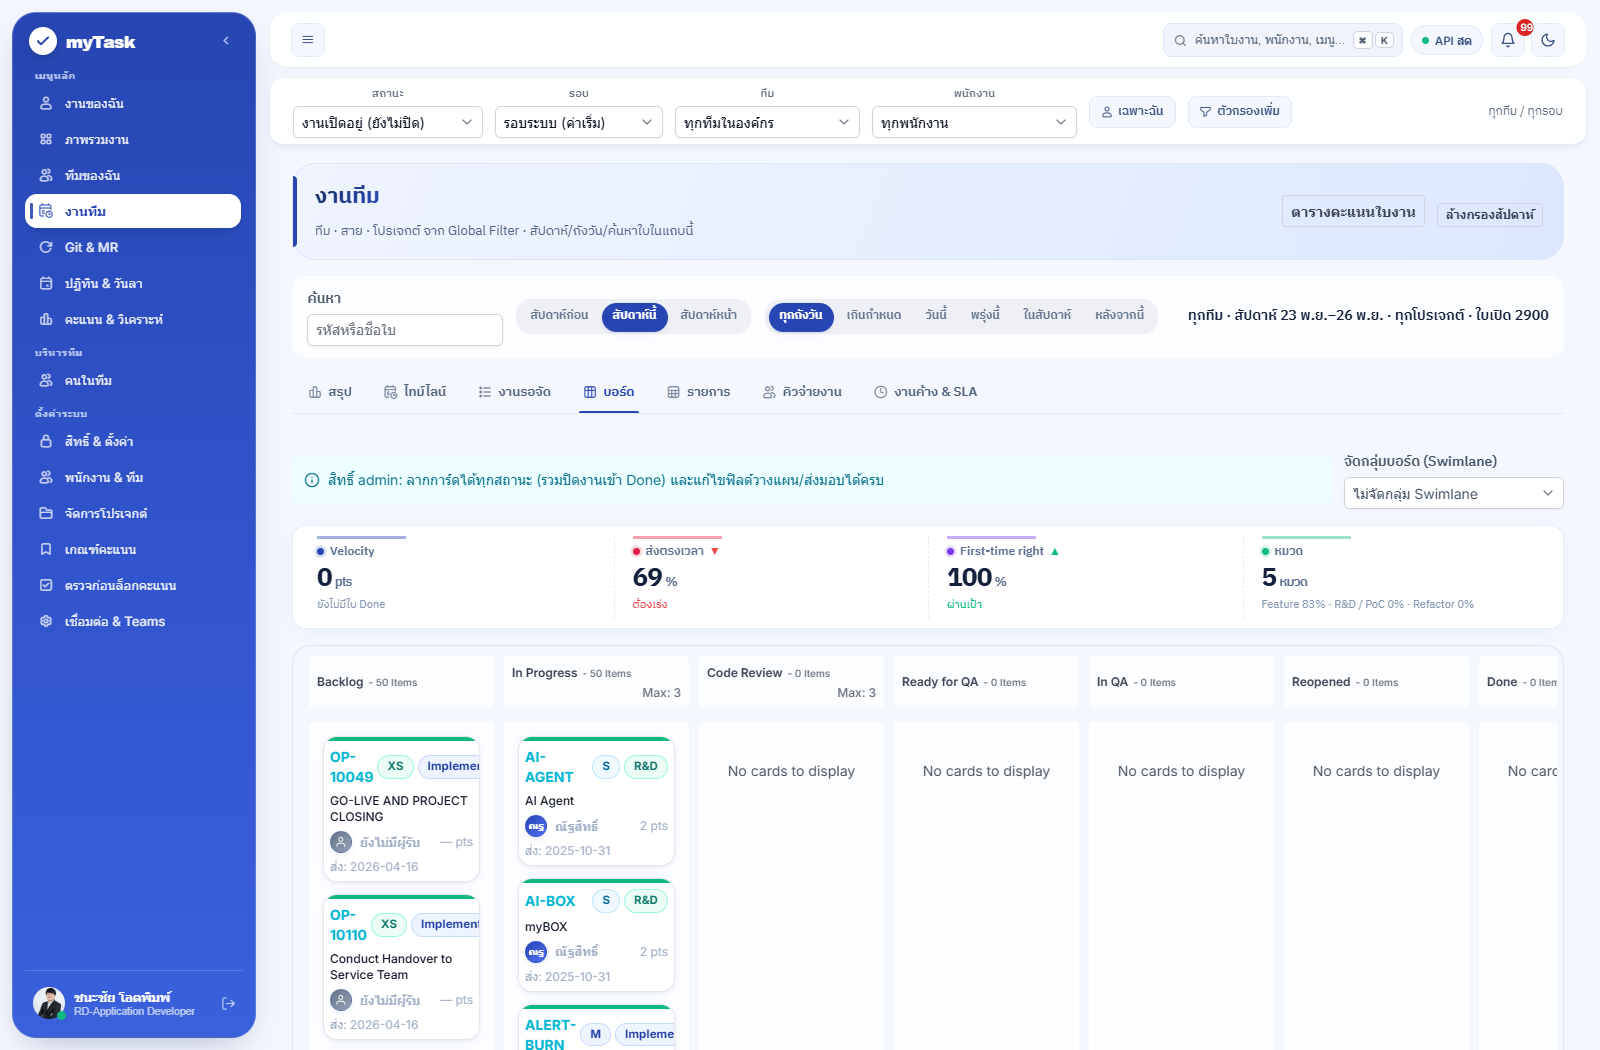 myTask
เมนูหลัก
งานของฉัน
ภาพรวมงาน
ทีมของฉัน
งานทีม
Git & MR
ปฏิทิน & วันลา
คะแนน & วิเคราะห์
บริหารทีม
คนในทีม
ตั้งค่าระบบ
สิทธิ์ & ตั้งค่า
พนักงาน & ทีม
จัดการโปรเจกต์
เกณฑ์คะแนน
ตรวจก่อนล็อกคะแนน
เชื่อมต่อ & Teams
ชนะชัย โอตพิมพ์
RD-Application Developer
ค้นหาใบงาน, พนักงาน, เมนู... ⌘ K
API สด
99
สถานะ
งานเปิดอยู่ (ยังไม่ปิด)
รอบ
รอบระบบ (ค่าเริ่ม)
ทีม
ทุกทีมในองค์กร
พนักงาน
ทุกพนักงาน
เฉพาะฉัน
ตัวกรองเพิ่ม
ทุกทีม / ทุกรอบ
งานทีม
ทีม · สาย · โปรเจกต์ จาก Global Filter · สัปดาห์/ถังวัน/ค้นหาใบในแถบนี้
ตารางคะแนนใบงาน
ล้างกรองสัปดาห์
ค้นหา
รหัสหรือชื่อใบ
สัปดาห์ก่อน สัปดาห์นี้ สัปดาห์หน้า
ทุกถังวัน เกินกำหนด วันนี้ พรุ่งนี้ ในสัปดาห์ หลังจากนี้
ทุกทีม · สัปดาห์ 23 พ.ย.–26 พ.ย. · ทุกโปรเจกต์ · ใบเปิด 2900
สรุป ไทม์ไลน์ งานรอจัด บอร์ด รายการ คิวจ่ายงาน งานค้าง & SLA
สิทธิ์ admin: ลากการ์ดได้ทุกสถานะ (รวมปิดงานเข้า Done) และแก้ไขฟิลด์วางแผน/ส่งมอบได้ครบ
จัดกลุ่มบอร์ด (Swimlane)
ไม่จัดกลุ่ม Swimlane
Velocity
0 pts
ยังไม่มีใบ Done
ส่งตรงเวลา ▼
69 %
ต้องเร่ง
First-time right ▲
100 %
ผ่านเป้า
หมวด
5 หมวด
Feature 83% · R&D / PoC 0% · Refactor 0%
Backlog - 50 Items
In Progress - 50 Items
Max: 3
Code Review - 0 Items
Max: 3
Ready for QA - 0 Items
In QA - 0 Items
Reopened - 0 Items
Done - 0 Item
OP-10049 XS Implemen
GO-LIVE AND PROJECT CLOSING
ยังไม่มีผู้รับ — pts
ส่ง: 2026-04-16
OP-10110 XS Implement
Conduct Handover to Service Team
ยังไม่มีผู้รับ — pts
ส่ง: 2026-04-16
AI-AGENT S R&D
AI Agent
ณัฐ ณัฐสิทธิ์ 2 pts
ส่ง: 2025-10-31
AI-BOX S R&D
myBOX
ณัฐ ณัฐสิทธิ์ 2 pts
ส่ง: 2025-10-31
ALERT-BURN M Impleme
No cards to display
No cards to display
No cards to display
No cards to display
No card